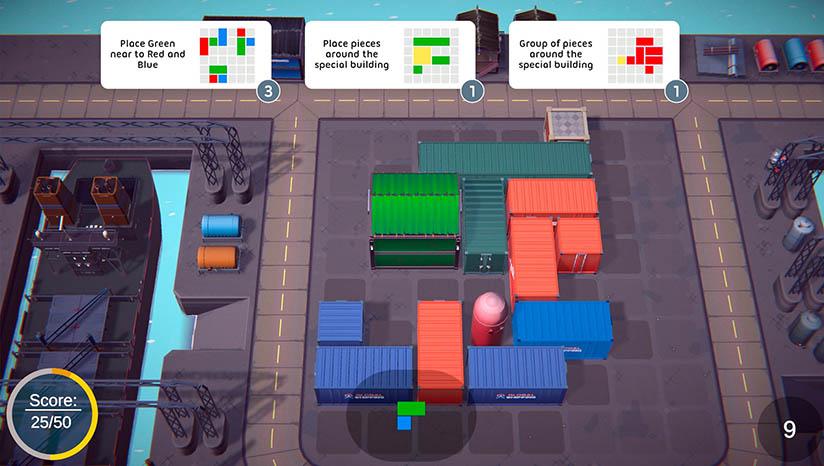 Place Green
near to Red and
Blue
3
Place pieces
around the
special building
1
Group of pieces
around the
special building
1
Score:
25/50
9